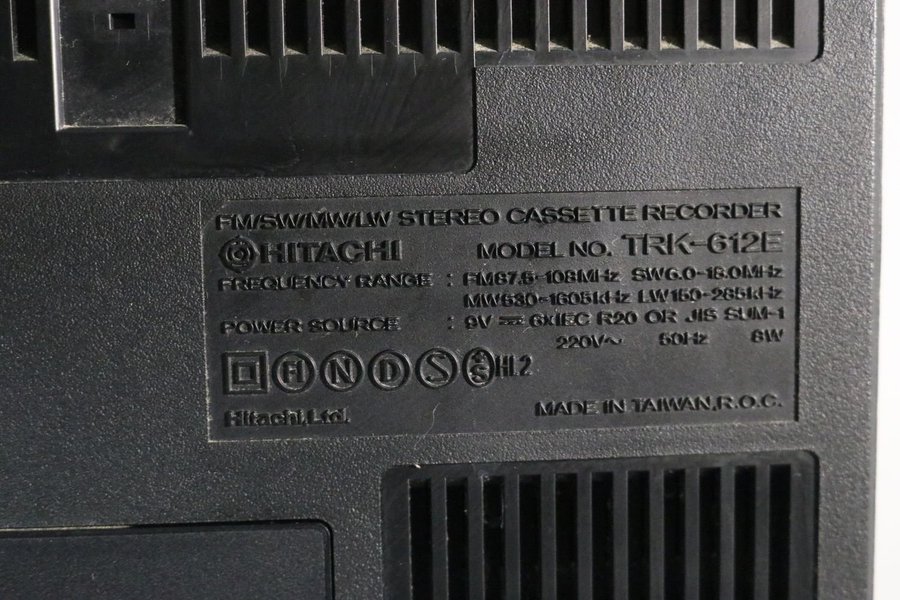 FM/SW/MW/LW STEREO CASSETTE RECORDER
HITACHI MODEL NO. TRK-612E
FREQUENCY RANGE : FM87.5-108MHz SW6.0-18.0MHz
MW530-1605kHz LW150-285kHz
POWER SOURCE : 9V ⎓ 6XIEC R20 OR JIS SUM-1
220V~ 50Hz 8W
H N D S HI.2
Hitachi,Ltd. MADE IN TAIWAN,R.O.C.